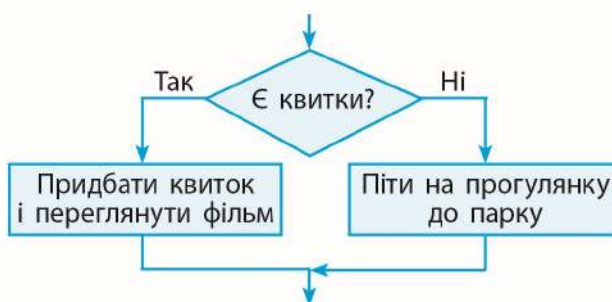 Так
Є квитки?
Ні
Придбати квиток
і переглянути фільм
Піти на прогулянку
до парку